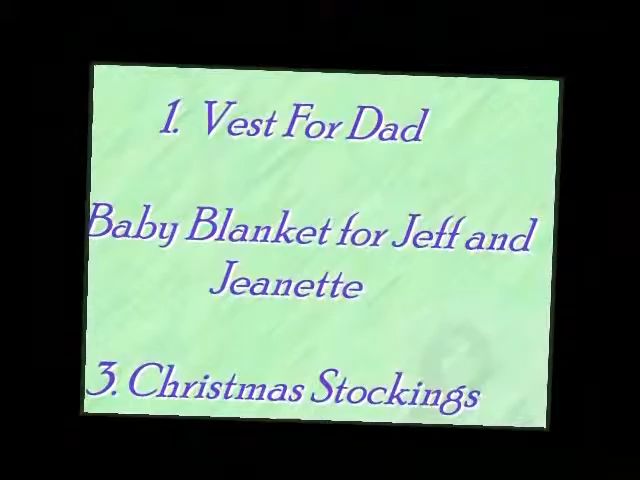 1. Vest For Dad
Baby Blanket for Jeff and
Jeanette
3. Christmas Stockings